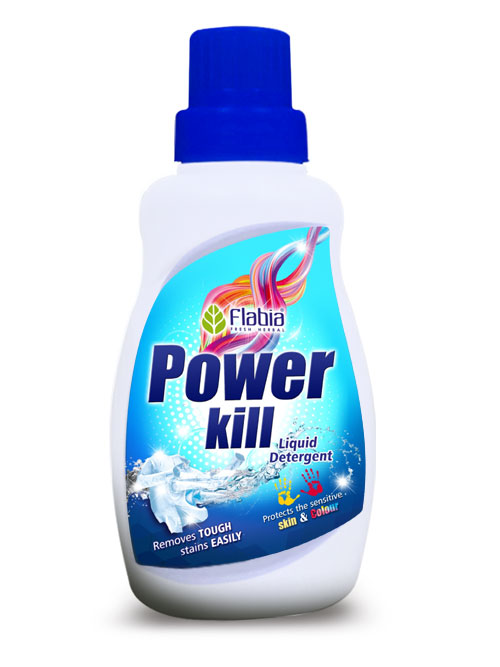 Flabia
FRESH HERBAL
Power
kill
Liquid
Detergent
Removes TOUGH
stains EASILY
Protects the sensitive
skin & Colour